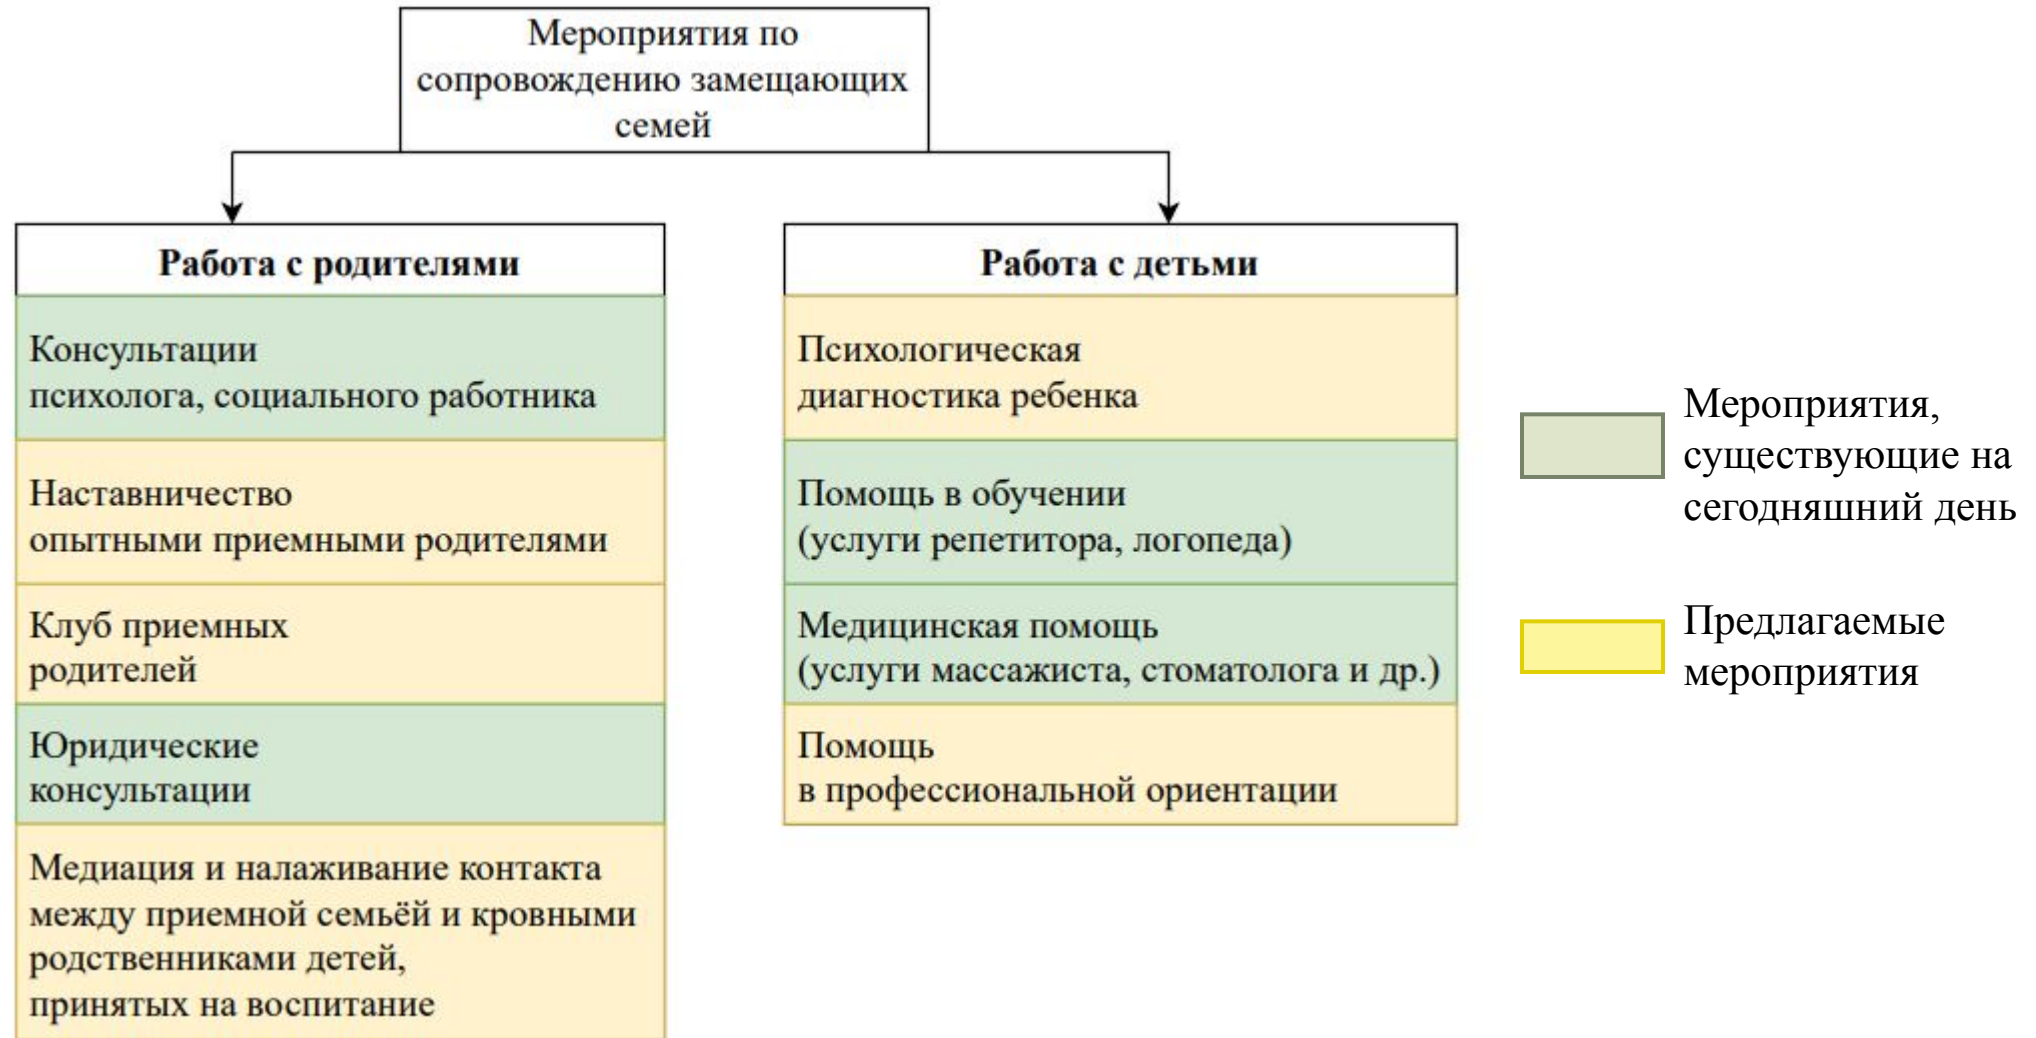 Мероприятия по
сопровождению замещающих
семей
Работа с родителями
Консультации
психолога, социального работника
Наставничество
опытными приемными родителями
Клуб приемных
родителей
Юридические
консультации
Медиация и налаживание контакта
между приемной семьёй и кровными
родственниками детей,
принятых на воспитание
Работа с детьми
Психологическая
диагностика ребенка
Помощь в обучении
(услуги репетитора, логопеда)
Медицинская помощь
(услуги массажиста, стоматолога и др.)
Помощь
в профессиональной ориентации
Мероприятия,
существующие на
сегодняшний день
Предлагаемые
мероприятия